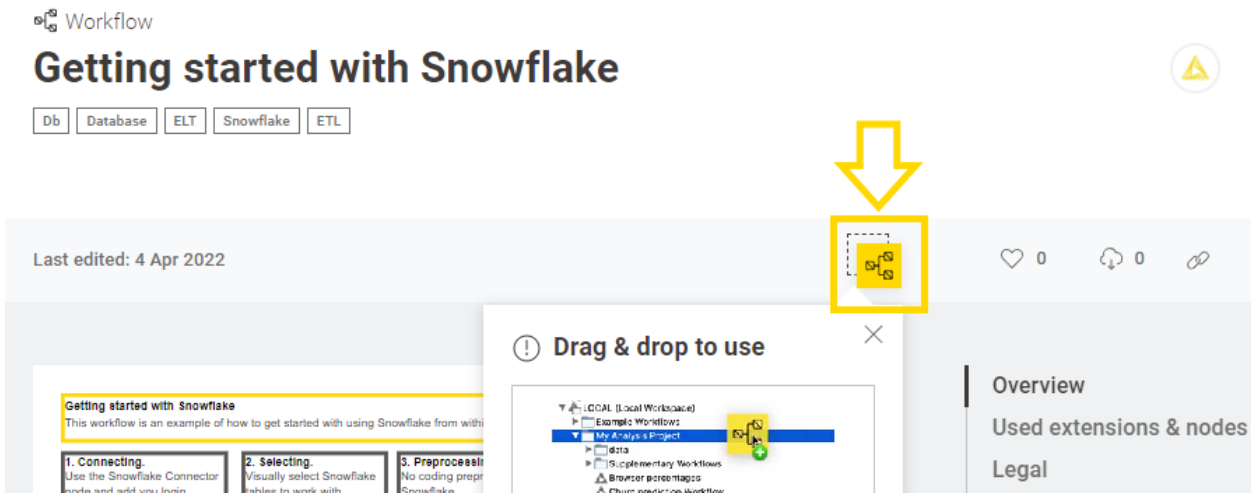 Workflow
Getting started with Snowflake
Db Database ELT Snowflake ETL
Last edited: 4 Apr 2022
0 0
Drag & drop to use
Overview
Used extensions & nodes
Legal
Getting started with Snowflake
This workflow is an example of how to get started with using Snowflake from withi
1. Connecting.
Use the Snowflake Connector
node and add you login
2. Selecting.
Visually select Snowflake
tables to work with
3. Preprocessin
No coding prepr
Snowflake
LOCAL (Local Workspace)
Example Workflows
My Analysis Project
data
Supplementary Workflows
Browser percentages
Churn prediction Workflow